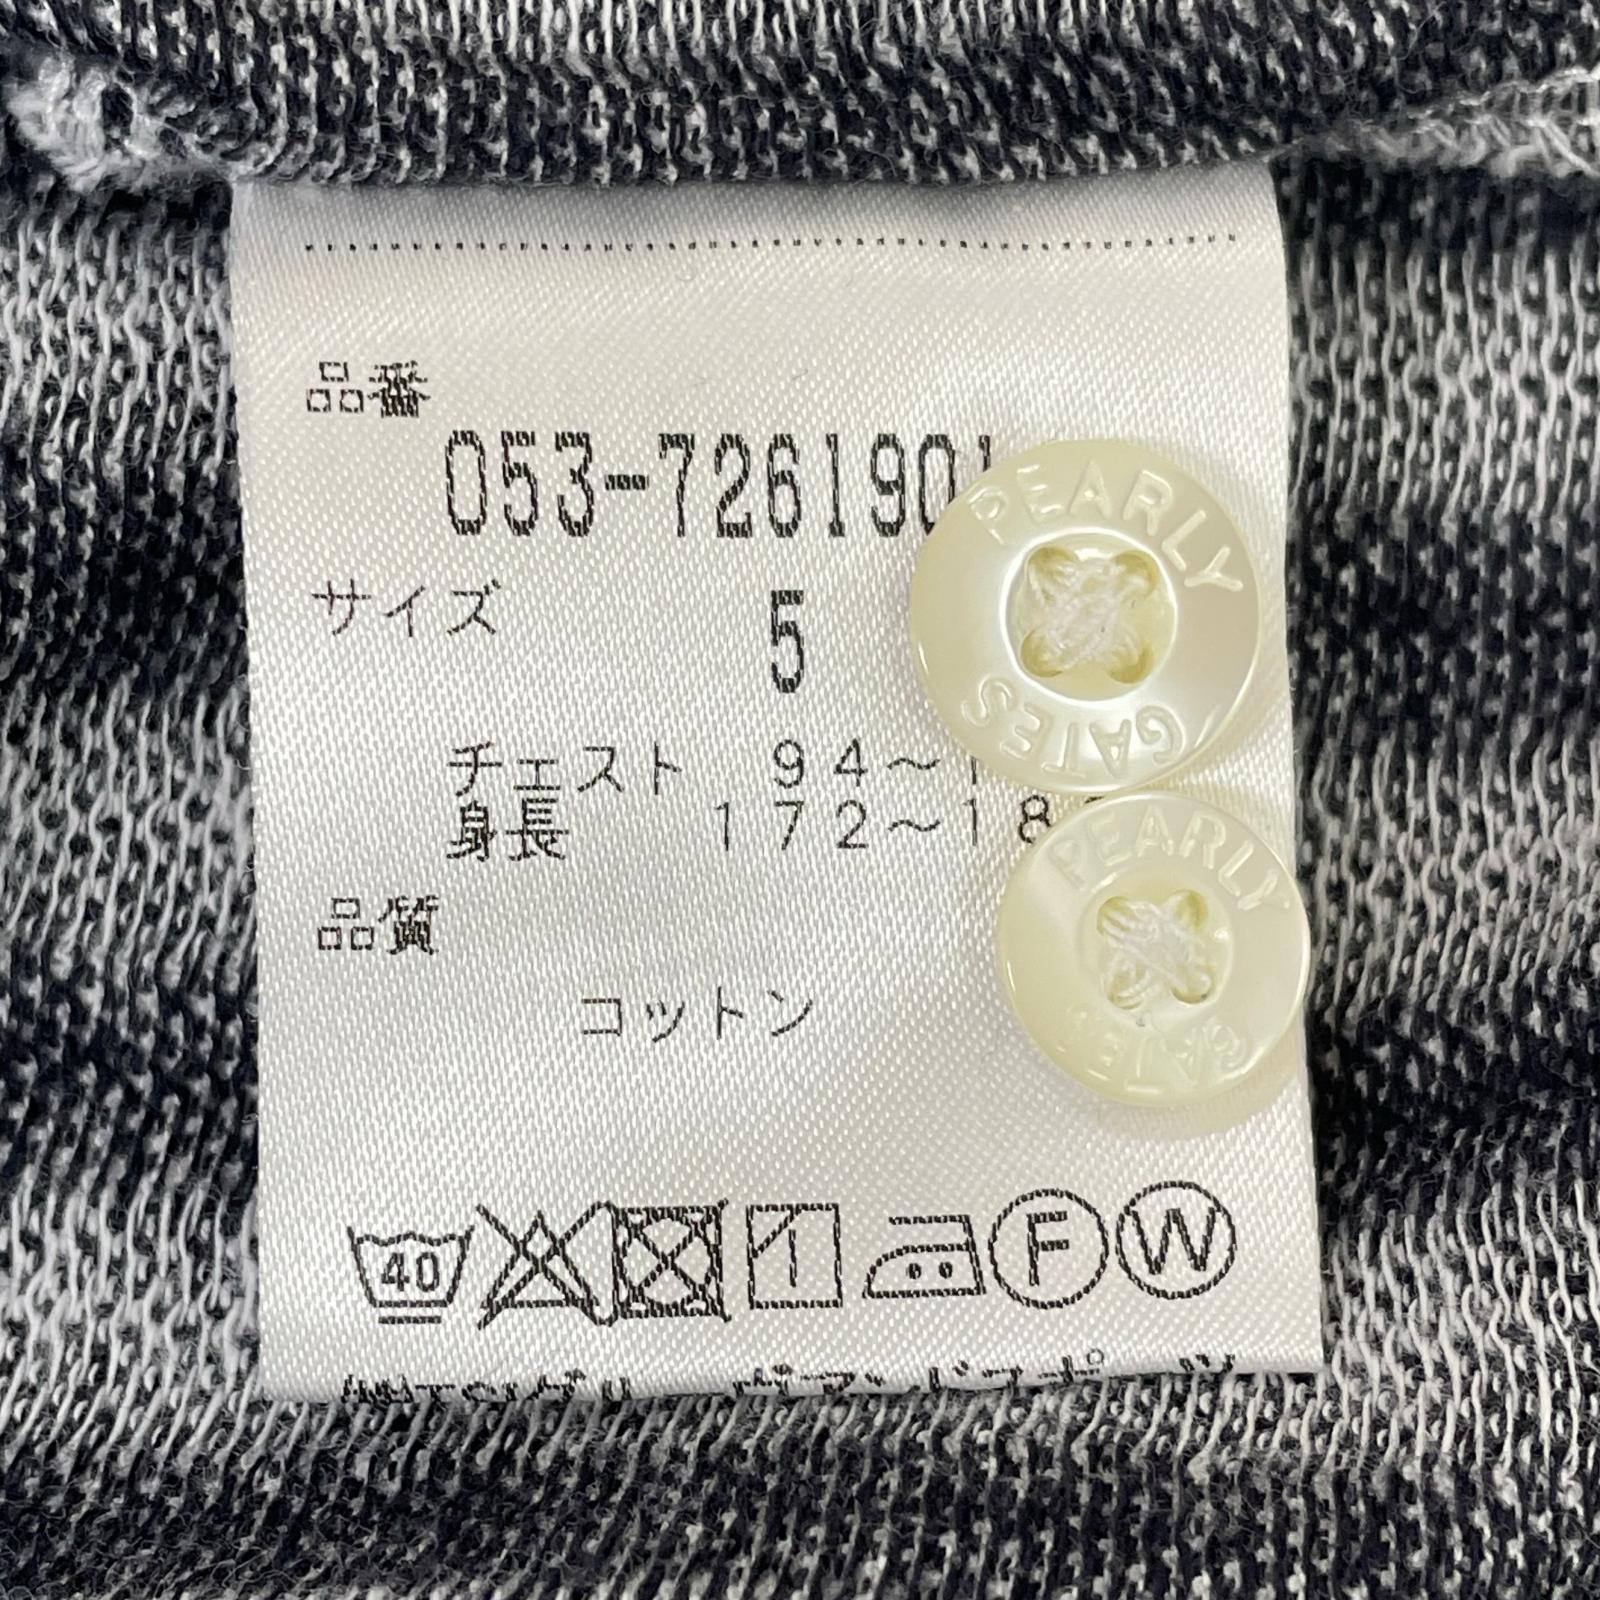 品番
053-726190
PEARLY
GATES
サイズ
5
チェスト 94～1
身長 172～18
PEARLY
GATES
品質
コットン
40
F
W